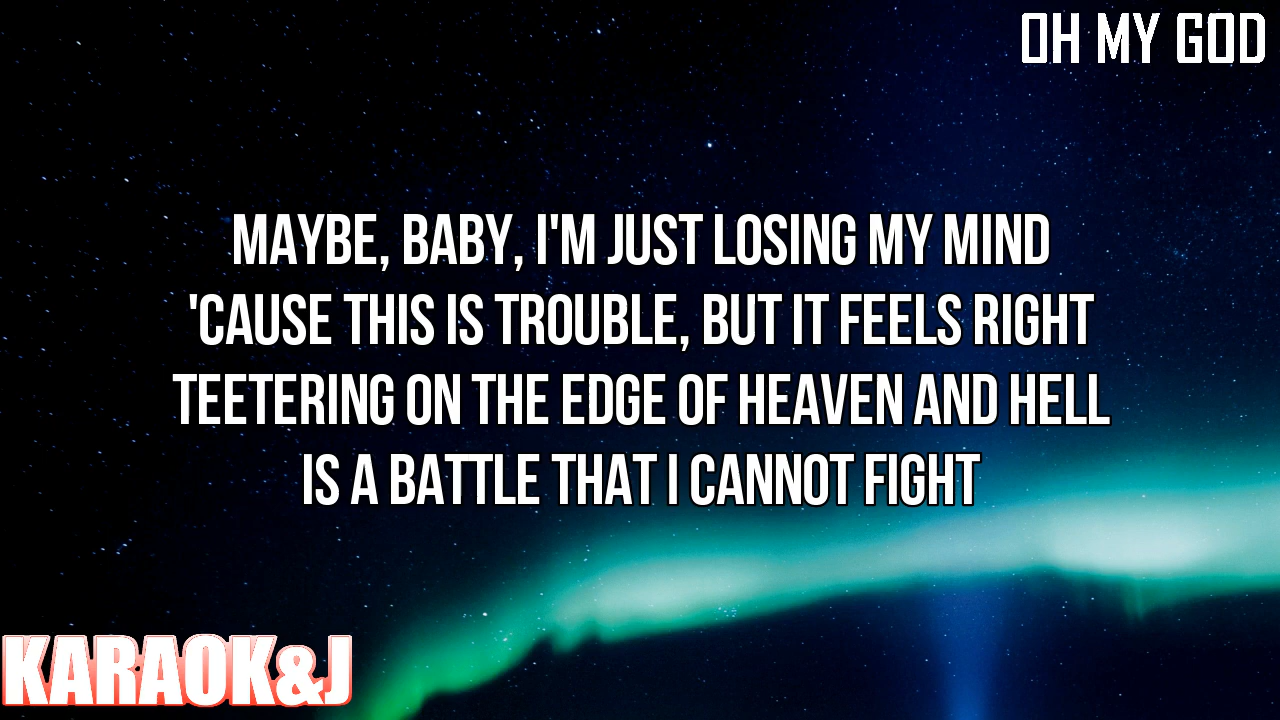 OH MY GOD
MAYBE, BABY, I'M JUST LOSING MY MIND
'CAUSE THIS IS TROUBLE, BUT IT FEELS RIGHT
TEETERING ON THE EDGE OF HEAVEN AND HELL
IS A BATTLE THAT I CANNOT FIGHT
KARAOK&J